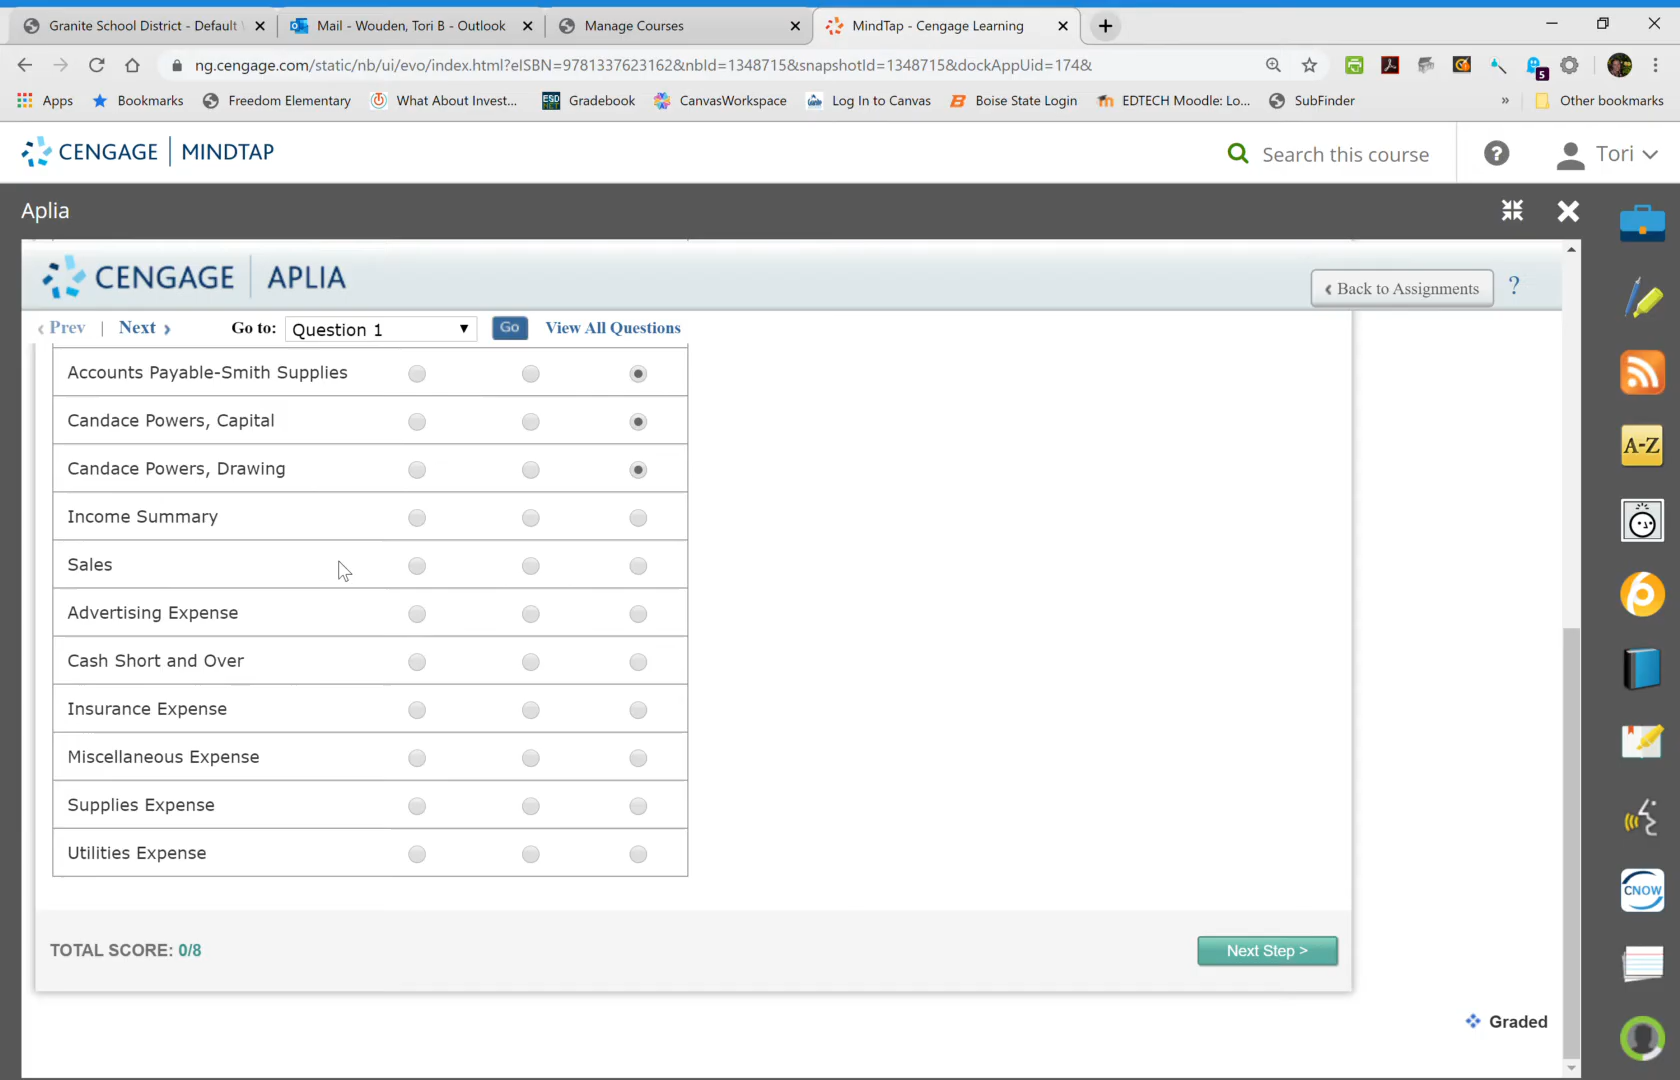 Granite School District - Default
Mail - Wouden, Tori B - Outlook
Manage Courses
MindTap - Cengage Learning
ng.cengage.com/static/nb/ui/evo/index.html?eISBN=9781337623162&nbId=1348715&snapshotId=1348715&dockAppUid=174&
5
Apps
Bookmarks
Freedom Elementary
What About Invest...
Gradebook
CanvasWorkspace
Log In to Canvas
Boise State Login
EDTECH Moodle: Lo...
SubFinder
»
Other bookmarks
CENGAGE | MINDTAP
Search this course
?
Tori
Aplia
CENGAGE | APLIA
‹ Back to Assignments
?
‹ Prev | Next ›
Go to: Question 1
Go
View All Questions
Accounts Payable-Smith Supplies
Candace Powers, Capital
Candace Powers, Drawing
Income Summary
Sales
Advertising Expense
Cash Short and Over
Insurance Expense
Miscellaneous Expense
Supplies Expense
Utilities Expense
TOTAL SCORE: 0/8
Next Step >
Graded
A-Z
CNOW